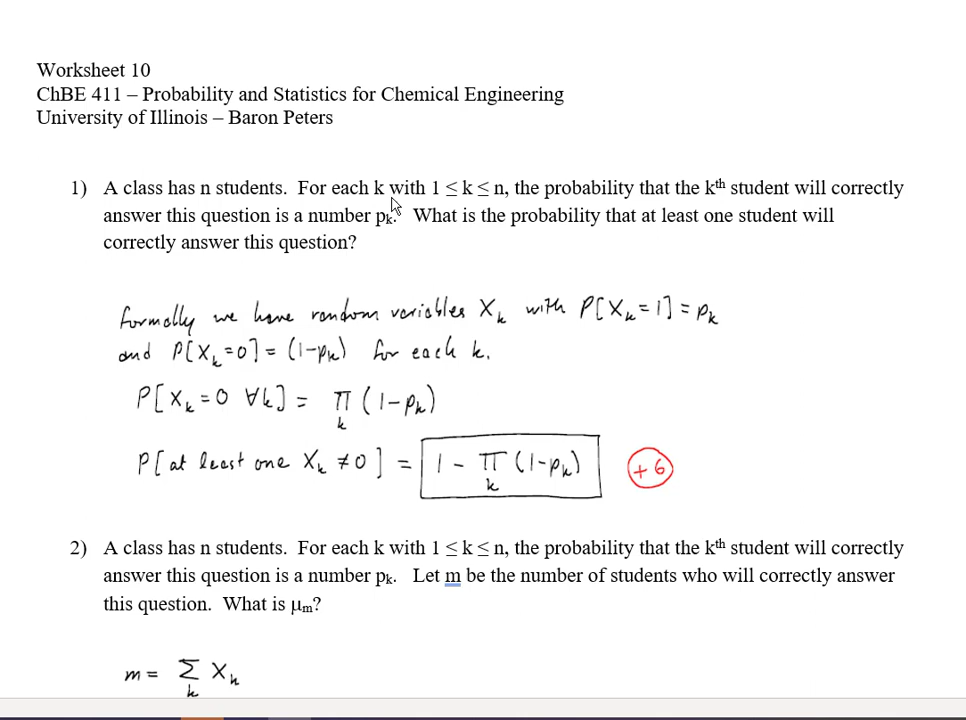 Worksheet 10
ChBE 411 – Probability and Statistics for Chemical Engineering
University of Illinois – Baron Peters
1) A class has n students. For each k with 1 ≤ k ≤ n, the probability that the kth student will correctly
answer this question is a number pk. What is the probability that at least one student will
correctly answer this question?
formally we have random variables Xk with P[Xk=1] = pk
and P[Xk=0] = (1-pk) for each k.
P[Xk=0 ∀k] = Π k (1-pk)
P[at least one Xk ≠0] = 1 - Π k (1-pk) +6
2) A class has n students. For each k with 1 ≤ k ≤ n, the probability that the kth student will correctly
answer this question is a number pk. Let m be the number of students who will correctly answer
this question. What is μm?
m = Σ k Xk